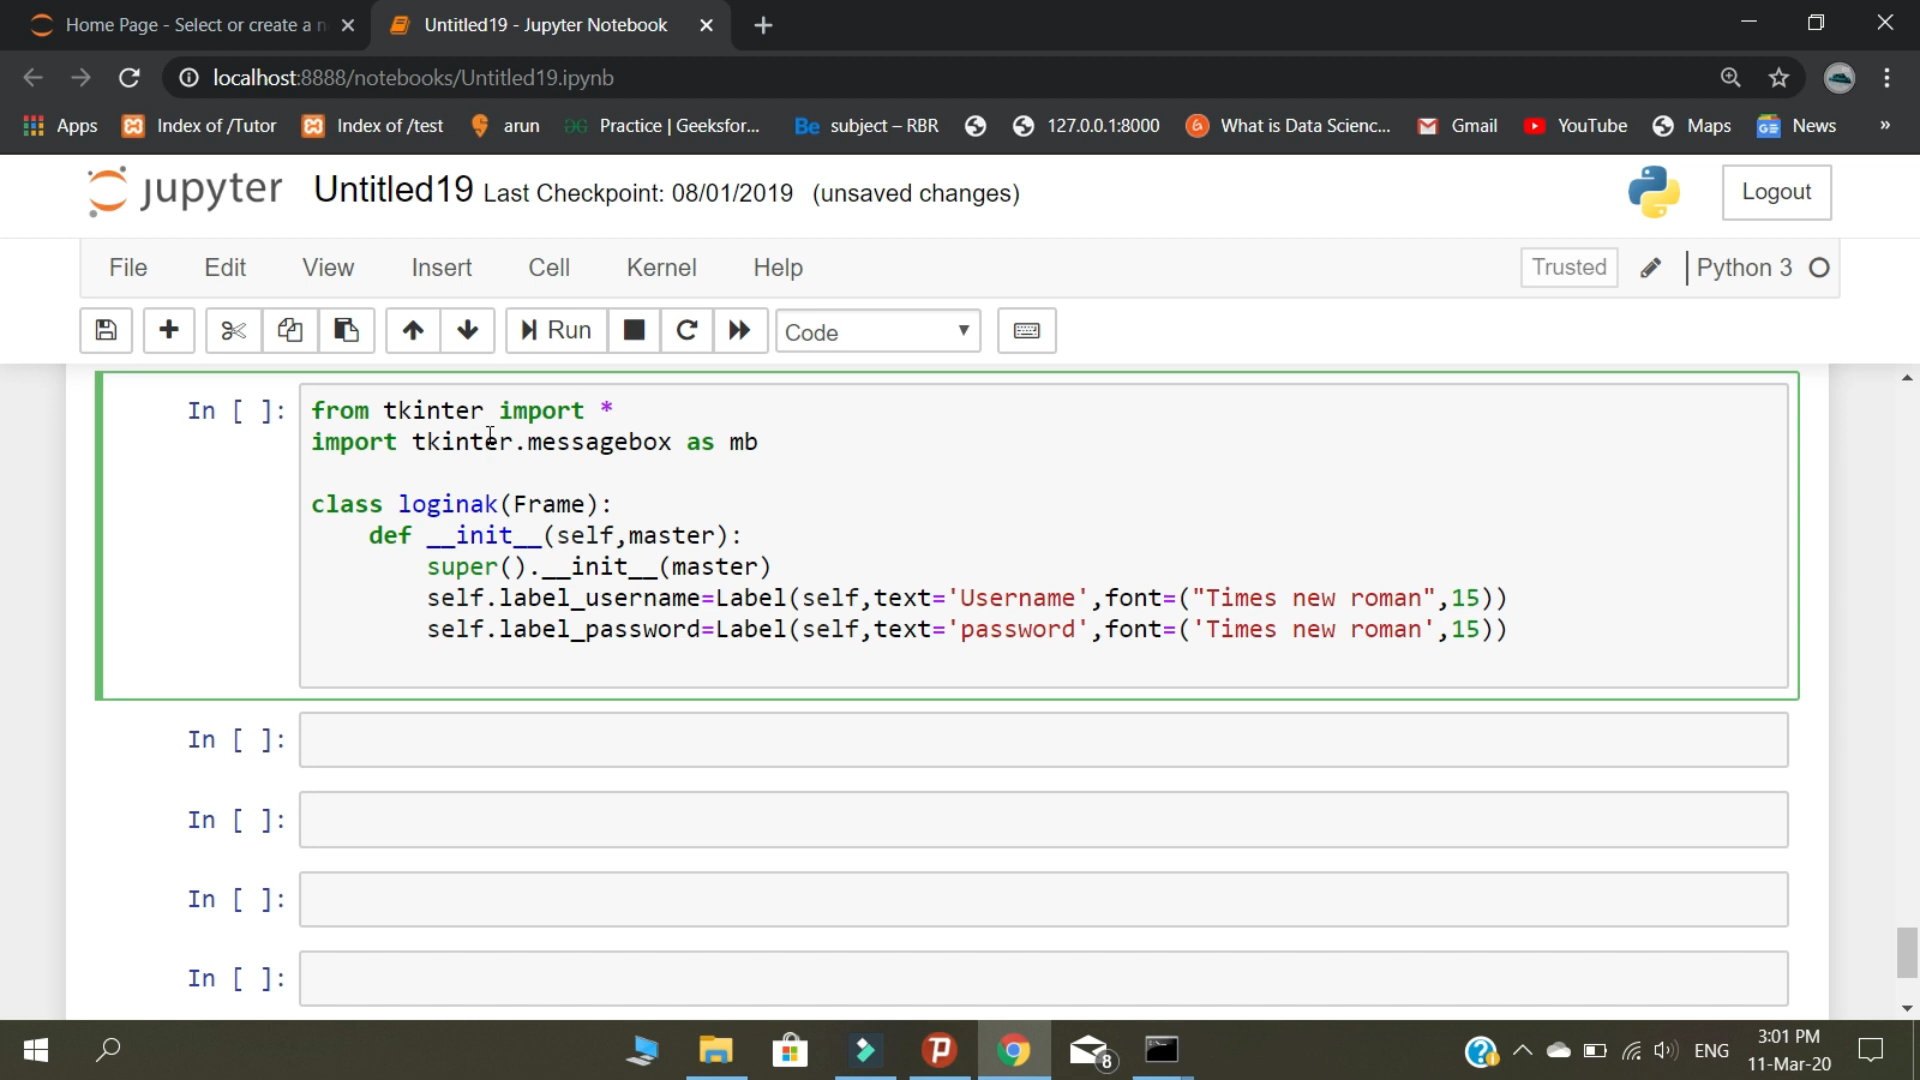 Home Page - Select or create a n
Untitled19 - Jupyter Notebook
localhost:8888/notebooks/Untitled19.ipynb
Apps
Index of /Tutor
Index of /test
arun
Practice | Geeksfor...
Be subject – RBR
127.0.0.1:8000
What is Data Scienc...
Gmail
YouTube
Maps
GE News
»
jupyter Untitled19 Last Checkpoint: 08/01/2019 (unsaved changes)
Logout
File Edit View Insert Cell Kernel Help
Trusted
Python 3
Run
Code
In [ ]:
from tkinter import *
import tkinter.messagebox as mb
class loginak(Frame):
def __init__(self,master):
super().__init__(master)
self.label_username=Label(self,text='Username',font=("Times new roman",15))
self.label_password=Label(self,text='password',font=('Times new roman',15))
In [ ]:
In [ ]:
In [ ]:
In [ ]:
8
ENG
3:01 PM
11-Mar-20